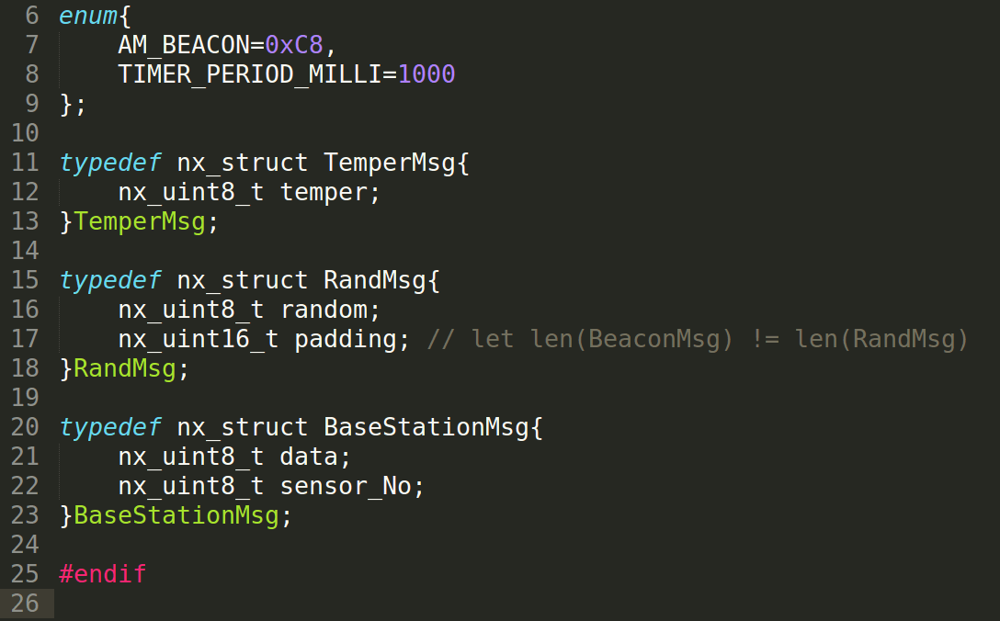 6 enum{
7     AM_BEACON=0xC8,
8     TIMER_PERIOD_MILLI=1000
9 };
10
11 typedef nx_struct TemperMsg{
12     nx_uint8_t temper;
13 }TemperMsg;
14
15 typedef nx_struct RandMsg{
16     nx_uint8_t random;
17     nx_uint16_t padding; // let len(BeaconMsg) != len(RandMsg)
18 }RandMsg;
19
20 typedef nx_struct BaseStationMsg{
21     nx_uint8_t data;
22     nx_uint8_t sensor_No;
23 }BaseStationMsg;
24
25 #endif
26